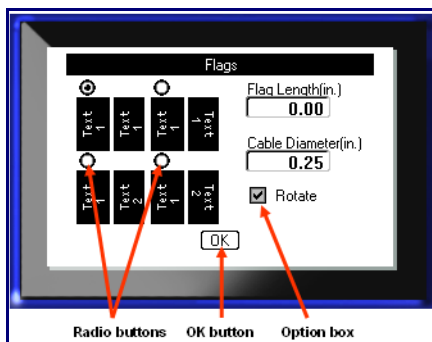 Flags
Flag Length(in.)
0.00
Text 1 Text 1 Text 1 Text 1
Cable Diameter(in.)
0.25
Text 1 Text 2 Text 1 Text 2
Rotate
OK
Radio buttons OK button Option box